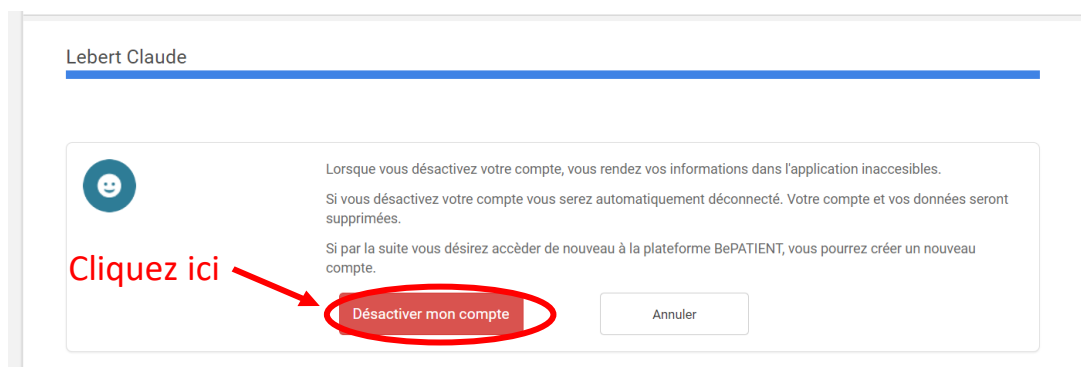 Lebert Claude
Lorsque vous désactivez votre compte, vous rendez vos informations dans l'application inaccesibles.
Si vous désactivez votre compte vous serez automatiquement déconnecté. Votre compte et vos données seront
supprimées.
Si par la suite vous désirez accèder de nouveau à la plateforme BePATIENT, vous pourrez créer un nouveau
compte.
Cliquez ici
Désactiver mon compte
Annuler